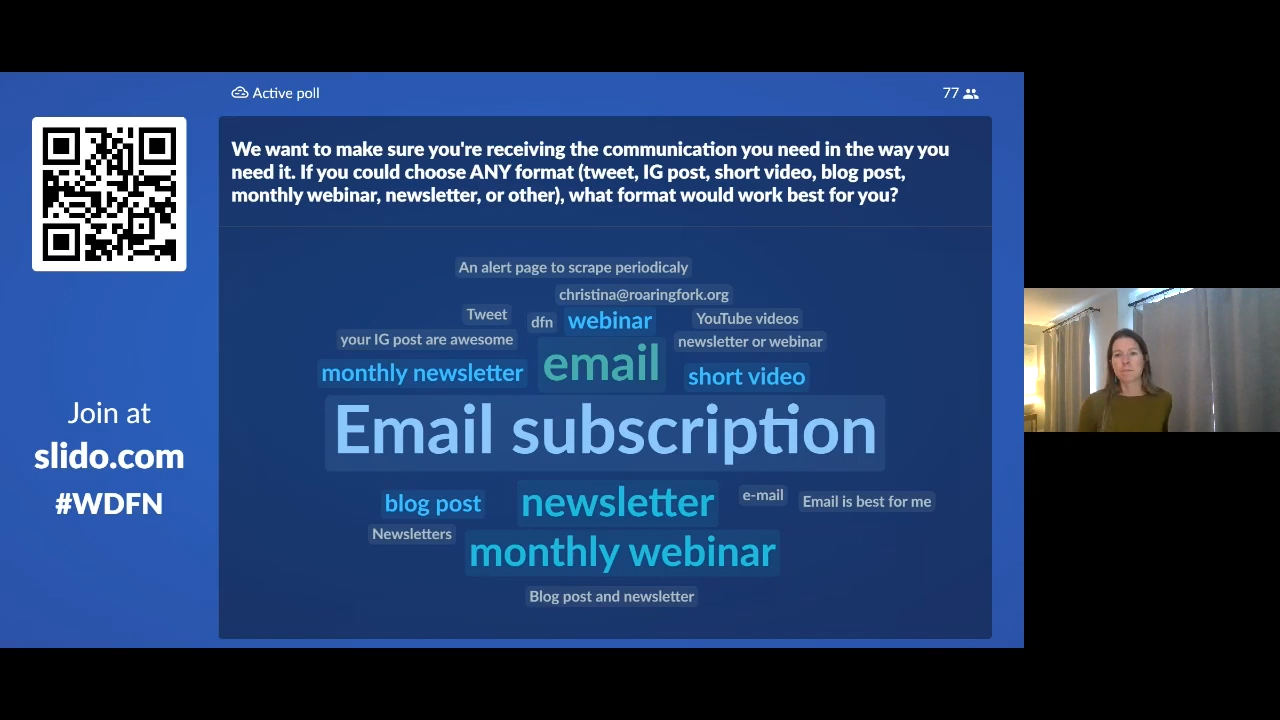 Active poll
77
We want to make sure you're receiving the communication you need in the way you
need it. If you could choose ANY format (tweet, IG post, short video, blog post,
monthly webinar, newsletter, or other), what format would work best for you?
An alert page to scrape periodicaly
christina@roaringfork.org
Tweet
dfn
webinar
YouTube videos
your IG post are awesome
newsletter or webinar
monthly newsletter
email
short video
Email subscription
blog post
newsletter
e-mail
Email is best for me
Newsletters
monthly webinar
Blog post and newsletter
Join at
slido.com
#WDFN